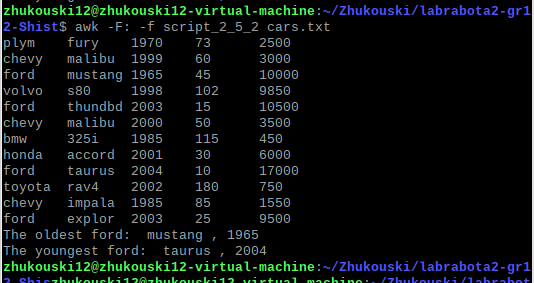 zhukouski12@zhukouski12-virtual-machine:~/Zhukouski/labrabota2-gr1
2-Shist$ awk -F: -f script_2_5_2 cars.txt
plym    fury    1970    73      2500
chevy   malibu  1999    60      3000
ford    mustang 1965    45      10000
volvo   s80     1998    102     9850
ford    thundbd 2003    15      10500
chevy   malibu  2000    50      3500
bmw     325i    1985    115     450
honda   accord  2001    30      6000
ford    taurus  2004    10      17000
toyota  rav4    2002    180     750
chevy   impala  1985    85      1550
ford    explor  2003    25      9500
The oldest ford:  mustang , 1965
The youngest ford:  taurus , 2004
zhukouski12@zhukouski12-virtual-machine:~/Zhukouski/labrabota2-gr1
2-Shiszhukouski12@zhukouski12-virtual-machine:~/Zhukouski/labrabot